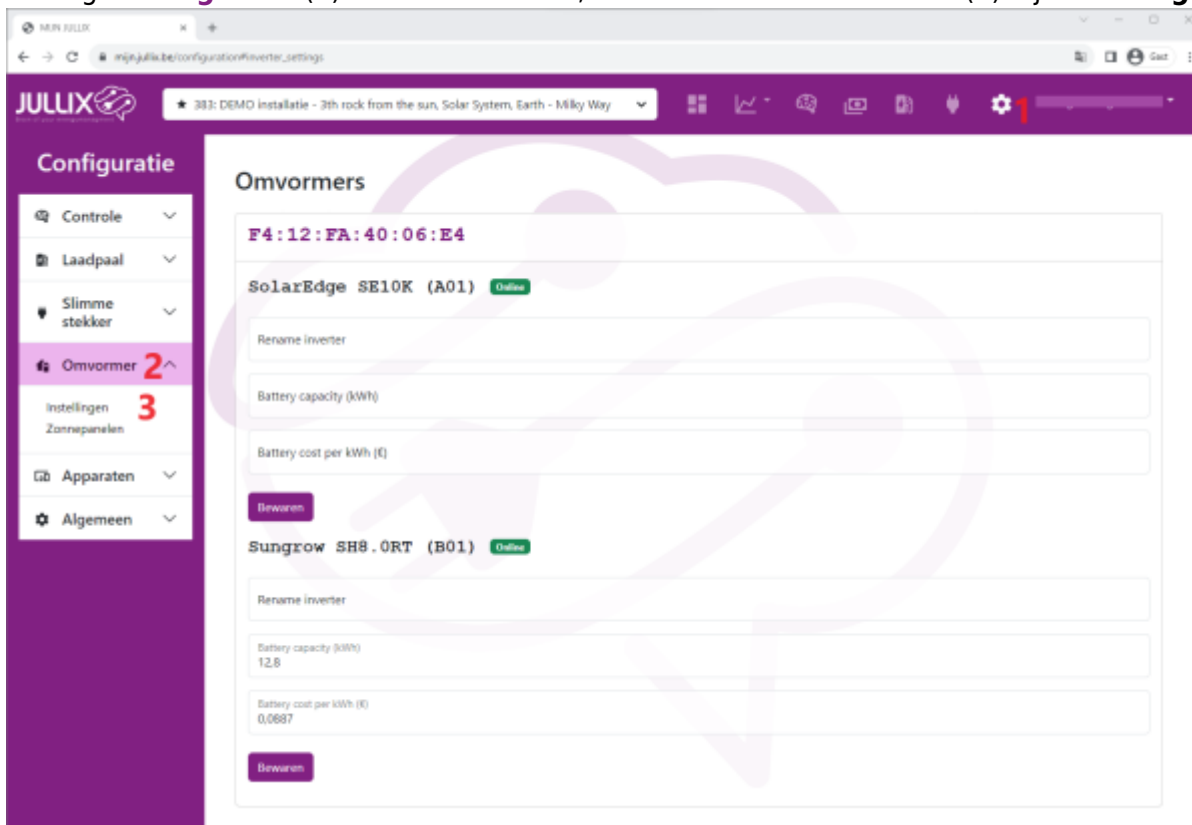 MIJN JULLIX
mijn.jullix.be/configuration#inverter_settings
Gast
JULLIX
383: DEMO installatie - 3th rock from the sun, Solar System, Earth - Milky Way
1
Configuratie
Controle
Laadpaal
Slimme
stekker
Omvormer 2
Instellingen 3
Zonnepanelen
Apparaten
Algemeen
Omvormers
F4:12:FA:40:06:E4
SolarEdge SE10K (A01) Online
Rename inverter
Battery capacity (kWh)
Battery cost per kWh (€)
Bewaren
Sungrow SH8.0RT (B01) Online
Rename inverter
Battery capacity (kWh)
12,8
Battery cost per kWh (€)
0,0687
Bewaren